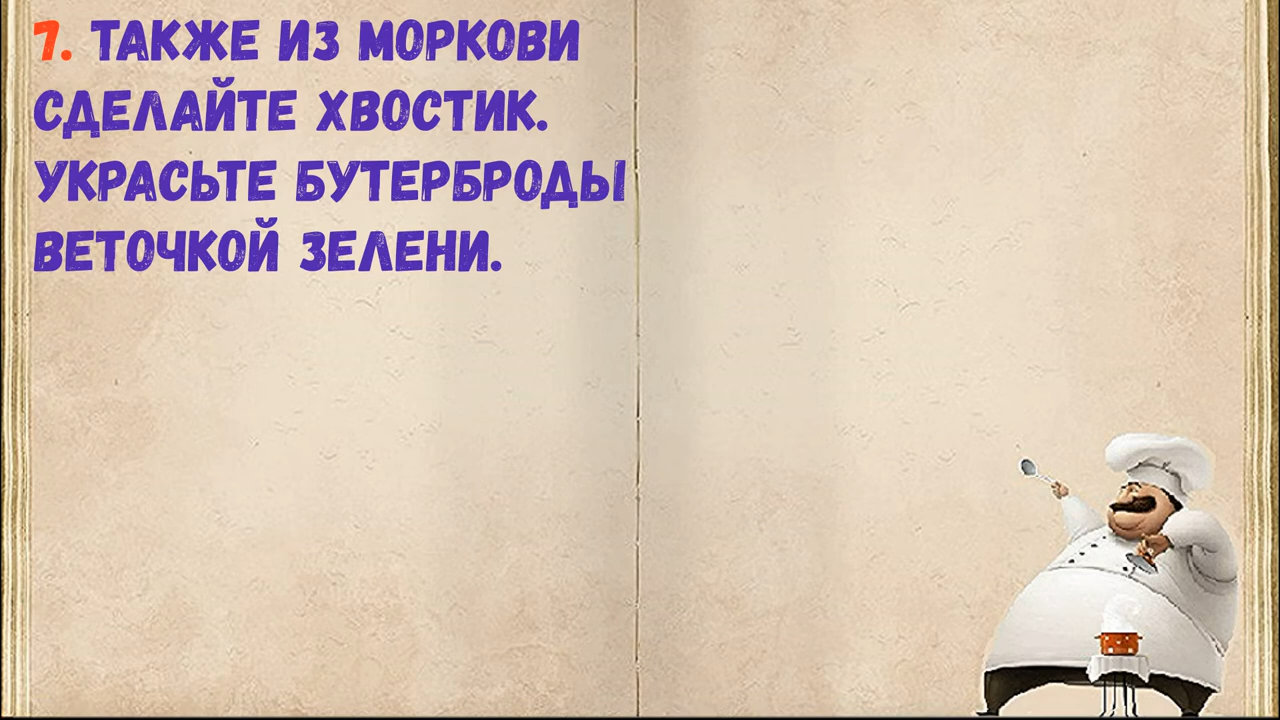 7. ТАКЖЕ ИЗ МОРКОВИ
СДЕЛАЙТЕ ХВОСТИК.
УКРАСЬТЕ БУТЕРБРОДЫ
ВЕТОЧКОЙ ЗЕЛЕНИ.